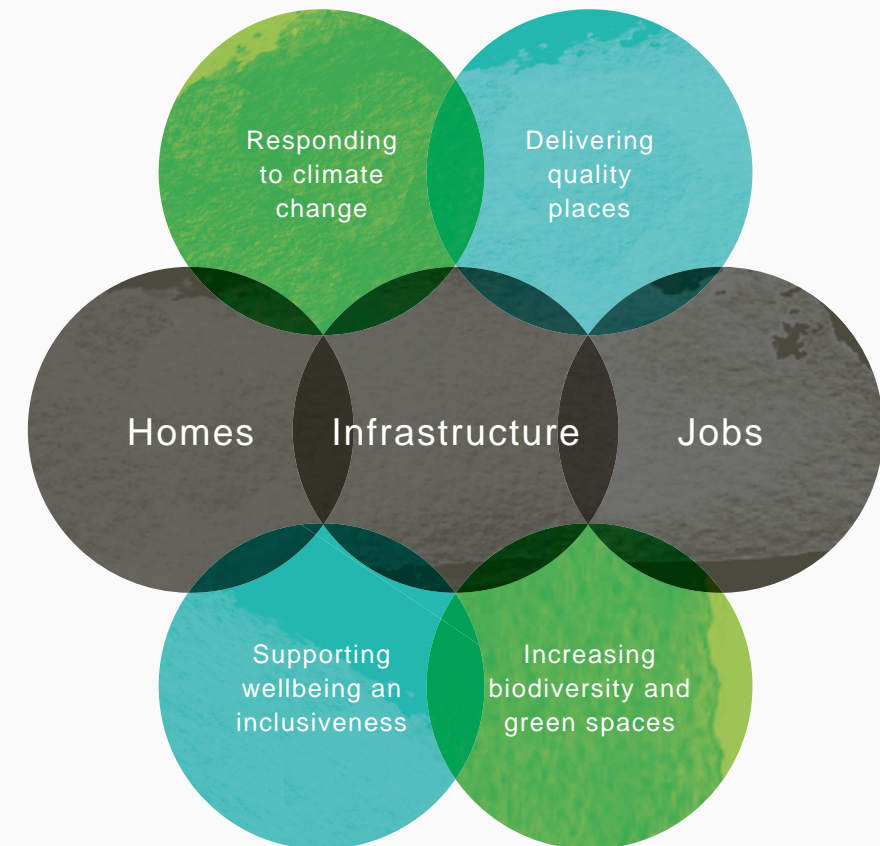 Responding
to climate
change
Delivering
quality
places
Homes
Infrastructure
Jobs
Supporting
wellbeing an
inclusiveness
Increasing
biodiversity and
green spaces